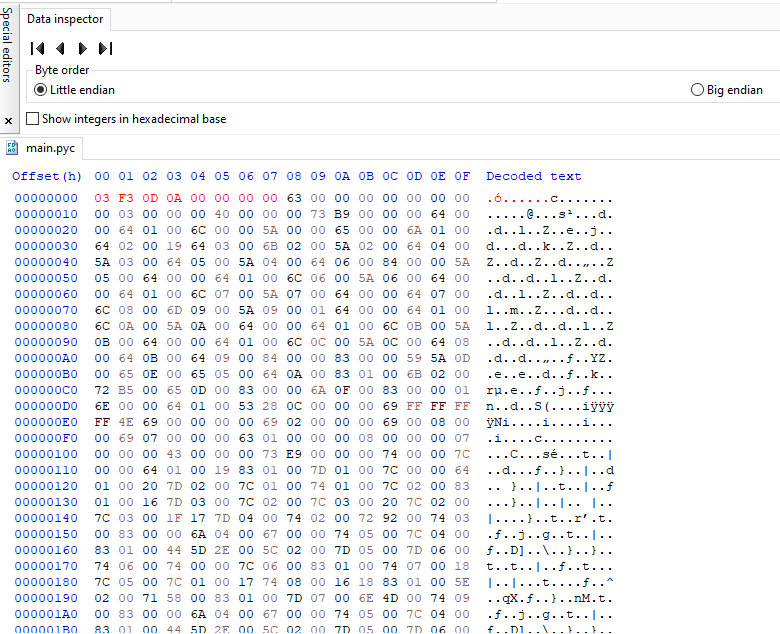 Special editors
Data inspector
Byte order
Little endian
Big endian
Show integers in hexadecimal base
main.pyc
Offset(h) 00 01 02 03 04 05 06 07 08 09 0A 0B 0C 0D 0E 0F Decoded text
00000000 03 F3 0D 0A 00 00 00 00 63 00 00 00 00 00 00 00 .ó......c.......
00000010 00 03 00 00 00 40 00 00 00 73 B9 00 00 00 64 00 .....@...s¹...d.
00000020 00 64 01 00 6C 00 00 5A 00 00 65 00 00 6A 01 00 .d..l..Z..e..j..
00000030 64 02 00 19 64 03 00 6B 02 00 5A 02 00 64 04 00 d...d..k..Z..d..
00000040 5A 03 00 64 05 00 5A 04 00 64 06 00 84 00 00 5A Z..d..Z..d..„..Z
00000050 05 00 64 00 00 64 01 00 6C 06 00 5A 06 00 64 00 ..d..d..l..Z..d.
00000060 00 64 01 00 6C 07 00 5A 07 00 64 00 00 64 07 00 .d..l..Z..d..d..
00000070 6C 08 00 6D 09 00 5A 09 00 01 64 00 00 64 01 00 l..m..Z...d..d..
00000080 6C 0A 00 5A 0A 00 64 00 00 64 01 00 6C 0B 00 5A l..Z..d..d..l..Z
00000090 0B 00 64 00 00 64 01 00 6C 0C 00 5A 0C 00 64 08 ..d..d..l..Z..d.
000000A0 00 64 0B 00 64 09 00 84 00 00 83 00 00 59 5A 0D .d..d..„..ƒ..YZ.
000000B0 00 65 0E 00 65 05 00 64 0A 00 83 01 00 6B 02 00 .e..e..d..ƒ..k..
000000C0 72 B5 00 65 0D 00 83 00 00 6A 0F 00 83 00 00 01 rµ.e..ƒ..j..ƒ...
000000D0 6E 00 00 64 01 00 53 28 0C 00 00 00 69 FF FF FF n..d..S(....iÿÿÿ
000000E0 FF 4E 69 00 00 00 00 69 02 00 00 00 69 00 08 00 ÿNi....i....i...
000000F0 00 69 07 00 00 00 63 01 00 00 00 08 00 00 00 07 .i....c.........
00000100 00 00 00 43 00 00 00 73 E9 00 00 00 74 00 00 7C ...C...sé...t..|
00000110 00 00 64 01 00 19 83 01 00 7D 01 00 7C 00 00 64 ..d...ƒ..}..|..d
00000120 01 00 20 7D 02 00 7C 01 00 74 01 00 7C 02 00 83 .. }..|..t..|..ƒ
00000130 01 00 16 7D 03 00 7C 02 00 7C 03 00 20 7C 02 00 ...}..|..|.. |..
00000140 7C 03 00 1F 17 7D 04 00 74 02 00 72 92 00 74 03 |....}..t..r’.t.
00000150 00 83 00 00 6A 04 00 67 00 00 74 05 00 7C 04 00 .ƒ..j..g..t..|..
00000160 83 01 00 44 5D 2E 00 5C 02 00 7D 05 00 7D 06 00 ƒ..D]..\..}..}..
00000170 74 06 00 74 00 00 7C 06 00 83 01 00 74 07 00 18 t..t..|..ƒ..t...
00000180 7C 05 00 7C 01 00 17 74 08 00 16 18 83 01 00 5E |..|...t....ƒ..^
00000190 02 00 71 58 00 83 01 00 7D 07 00 6E 4D 00 74 09 ..qX.ƒ..}..nM.t.
000001A0 00 83 00 00 6A 04 00 67 00 00 74 05 00 7C 04 00 .ƒ..j..g..t..|..
000001B0 83 01 00 44 5D 2E 00 5C 02 00 7D 05 00 7D 06 00 ƒ..D]..\..}..}..